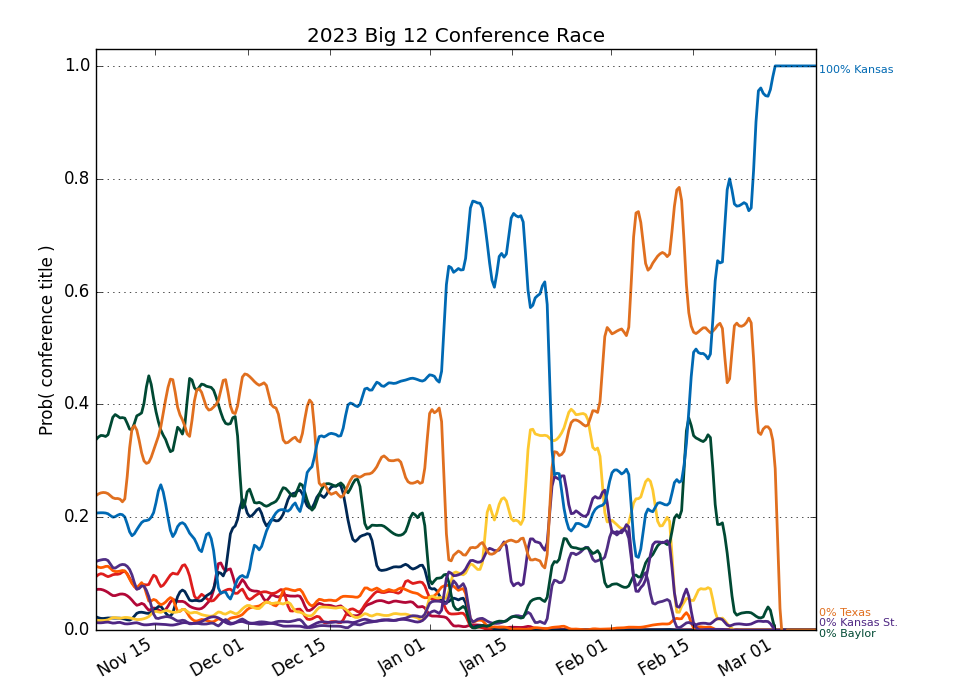 2023 Big 12 Conference Race
Prob( conference title )
1.0
0.8
0.6
0.4
0.2
0.0
Nov 15
Dec 01
Dec 15
Jan 01
Jan 15
Feb 01
Feb 15
Mar 01
100% Kansas
0% Texas
0% Kansas St.
0% Baylor